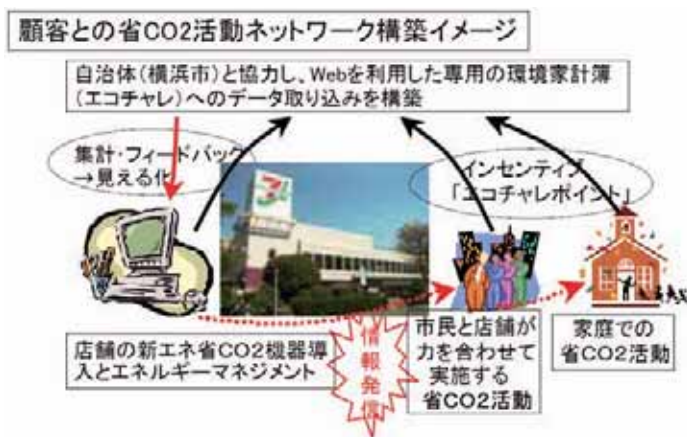 顧客との省CO2活動ネットワーク構築イメージ
自治体(横浜市)と協力し、Webを利用した専用の環境家計簿
(エコチャレ)へのデータ取り込みを構築
集計・フィードバック
→見える化
インセンティブ
「エコチャレポイント」
店舗の新エネ省CO2機器導
入とエネルギーマネジメント
情報発信
市民と店舗が
力を合わせて
実施する
省CO2活動
家庭での
省CO2活動